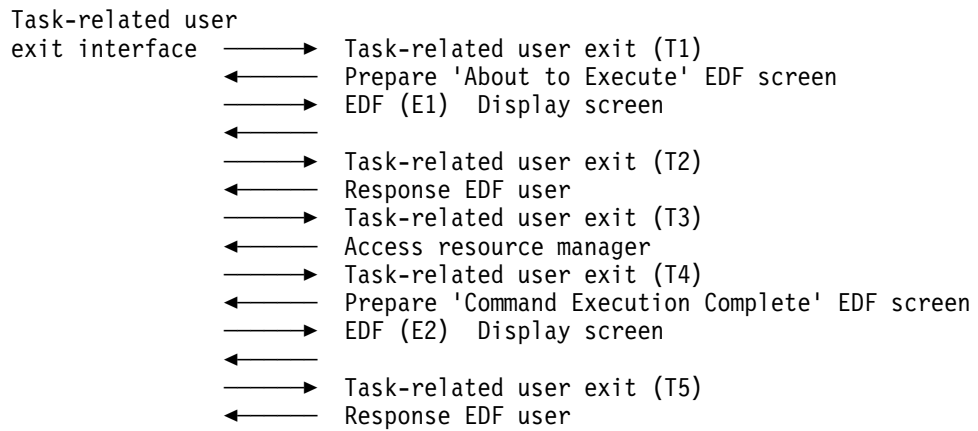 Task-related user
exit interface Task-related user exit (T1)
Prepare 'About to Execute' EDF screen
EDF (E1) Display screen
Task-related user exit (T2)
Response EDF user
Task-related user exit (T3)
Access resource manager
Task-related user exit (T4)
Prepare 'Command Execution Complete' EDF screen
EDF (E2) Display screen
Task-related user exit (T5)
Response EDF user